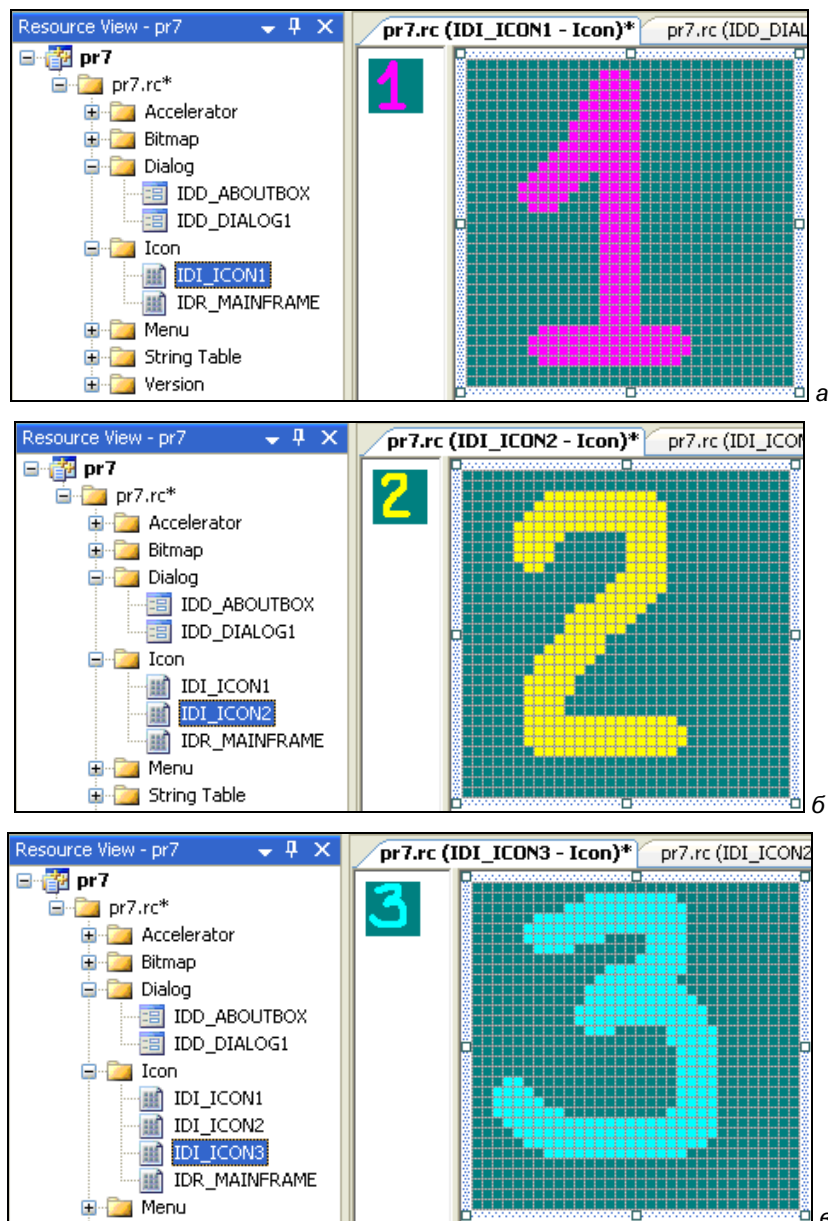 Resource View - pr7
pr7.rc (IDI_ICON1 - Icon)* pr7.rc (IDD_DIAL
pr7
pr7.rc*
Accelerator
Bitmap
Dialog
IDD_ABOUTBOX
IDD_DIALOG1
Icon
IDI_ICON1
IDR_MAINFRAME
Menu
String Table
Version
1
1
а
Resource View - pr7
pr7.rc (IDI_ICON2 - Icon)* pr7.rc (IDI_ICO
pr7
pr7.rc*
Accelerator
Bitmap
Dialog
IDD_ABOUTBOX
IDD_DIALOG1
Icon
IDI_ICON1
IDI_ICON2
IDR_MAINFRAME
Menu
String Table
2
2
б
Resource View - pr7
pr7.rc (IDI_ICON3 - Icon)* pr7.rc (IDI_ICON2
pr7
pr7.rc*
Accelerator
Bitmap
Dialog
IDD_ABOUTBOX
IDD_DIALOG1
Icon
IDI_ICON1
IDI_ICON2
IDI_ICON3
IDR_MAINFRAME
Menu
3
3